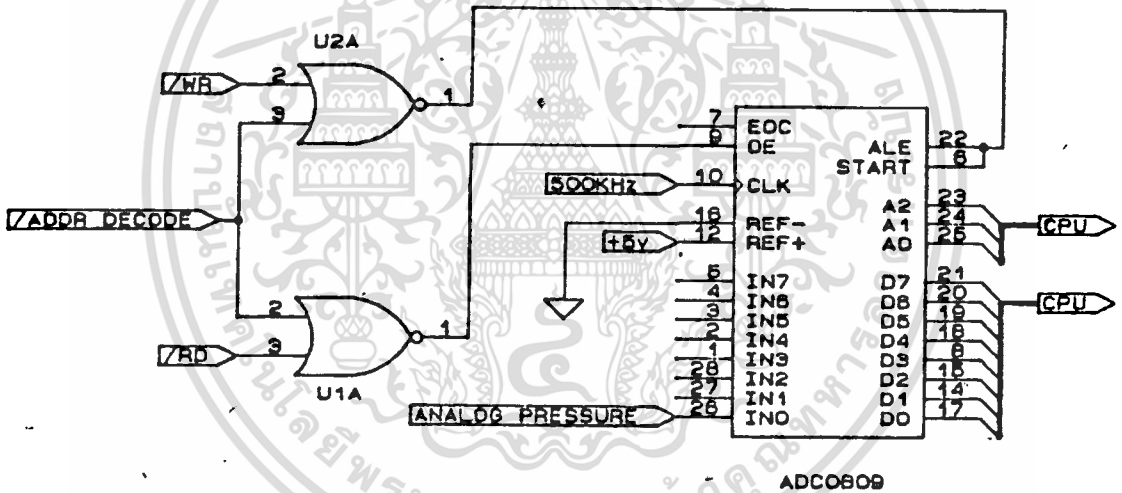 U2A
/WR
2
3
1
/ADDR DECODE
2
3
1
/RD
U1A
7 EOC
9 OE
10 CLK
500KHz
16 REF-
12 REF+
+5v
5 IN7
4 IN6
3 IN5
2 IN4
1 IN3
28 IN2
27 IN1
26 IN0
ANALOG PRESSURE
ALE 22
START 6
A2 23
A1 24
A0 25
CPU
D7 21
D6 20
D5 19
D4 18
D3 8
D2 15
D1 14
D0 17
CPU
ADC0809